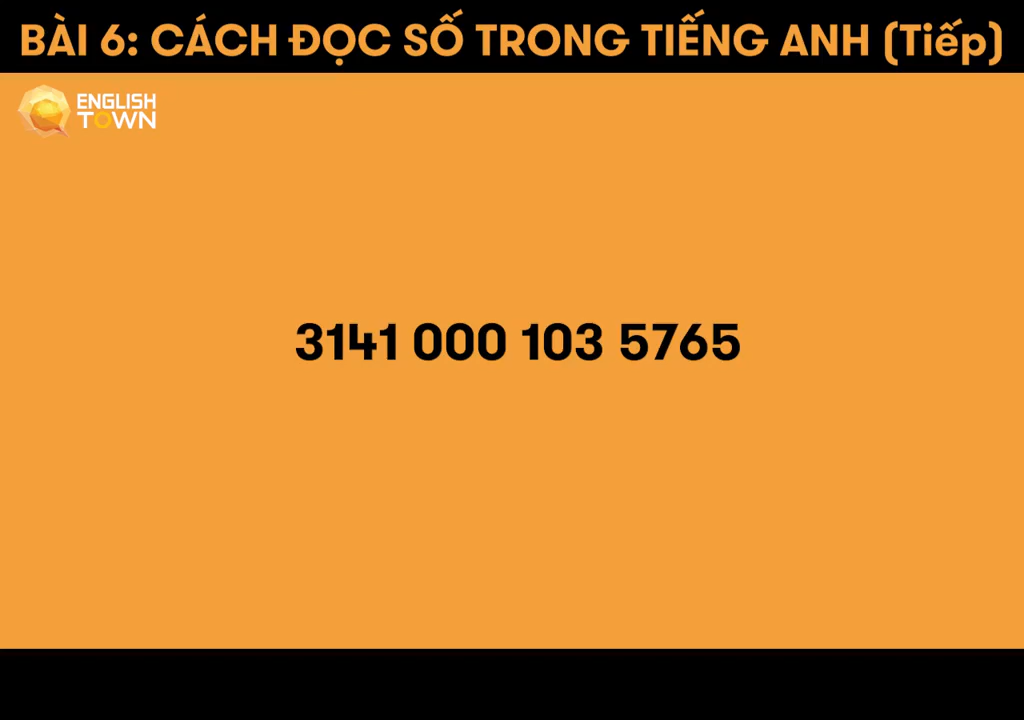 BÀI 6: CÁCH ĐỌC SỐ TRONG TIẾNG ANH (Tiếp)
ENGLISH
TOWN
3141 000 103 5765